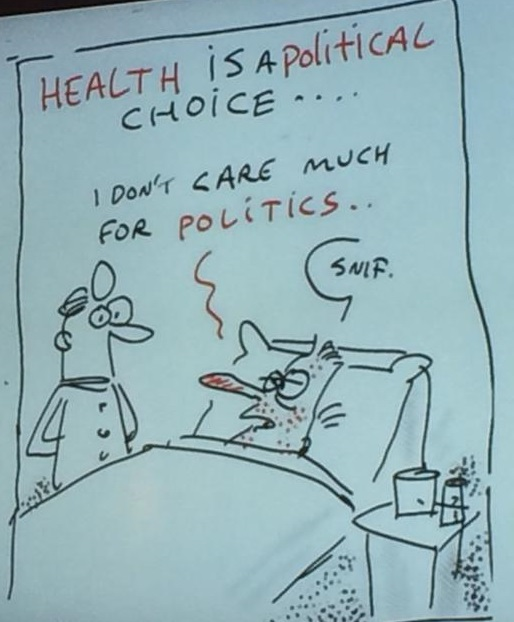 HEALTH iS A POLiTiCAL
CHOiCE ....
I DON'T CARE MUCH
FOR POLiTiCS..
SNIF.